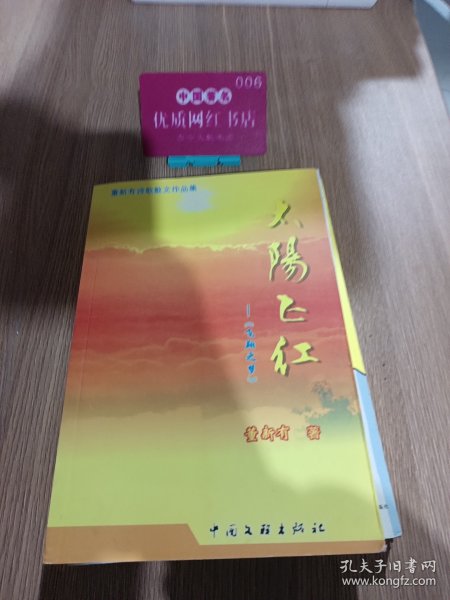 006
优质网红书店
董新有诗歌散文作品集
太陽正红
董新有 著
中国文联出版社
孔夫子旧书网
www.kongfz.com